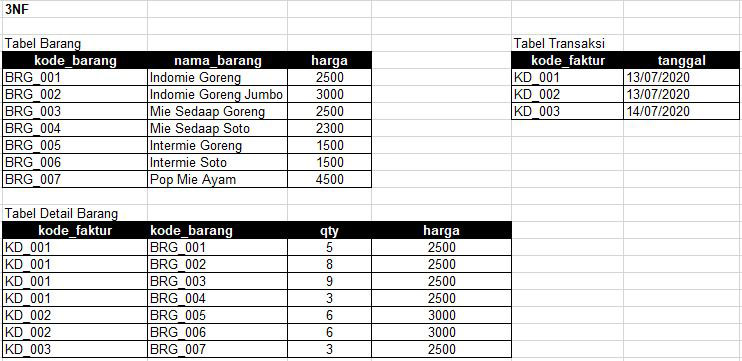 3NF
Tabel Barang
kode_barang nama_barang harga
BRG_001 Indomie Goreng 2500
BRG_002 Indomie Goreng Jumbo 3000
BRG_003 Mie Sedaap Goreng 2500
BRG_004 Mie Sedaap Soto 2300
BRG_005 Intermie Goreng 1500
BRG_006 Intermie Soto 1500
BRG_007 Pop Mie Ayam 4500
Tabel Transaksi
kode_faktur tanggal
KD_001 13/07/2020
KD_002 13/07/2020
KD_003 14/07/2020
Tabel Detail Barang
kode_faktur kode_barang qty harga
KD_001 BRG_001 5 2500
KD_001 BRG_002 8 2500
KD_001 BRG_003 9 2500
KD_001 BRG_004 3 2500
KD_002 BRG_005 6 3000
KD_002 BRG_006 6 3000
KD_003 BRG_007 3 2500